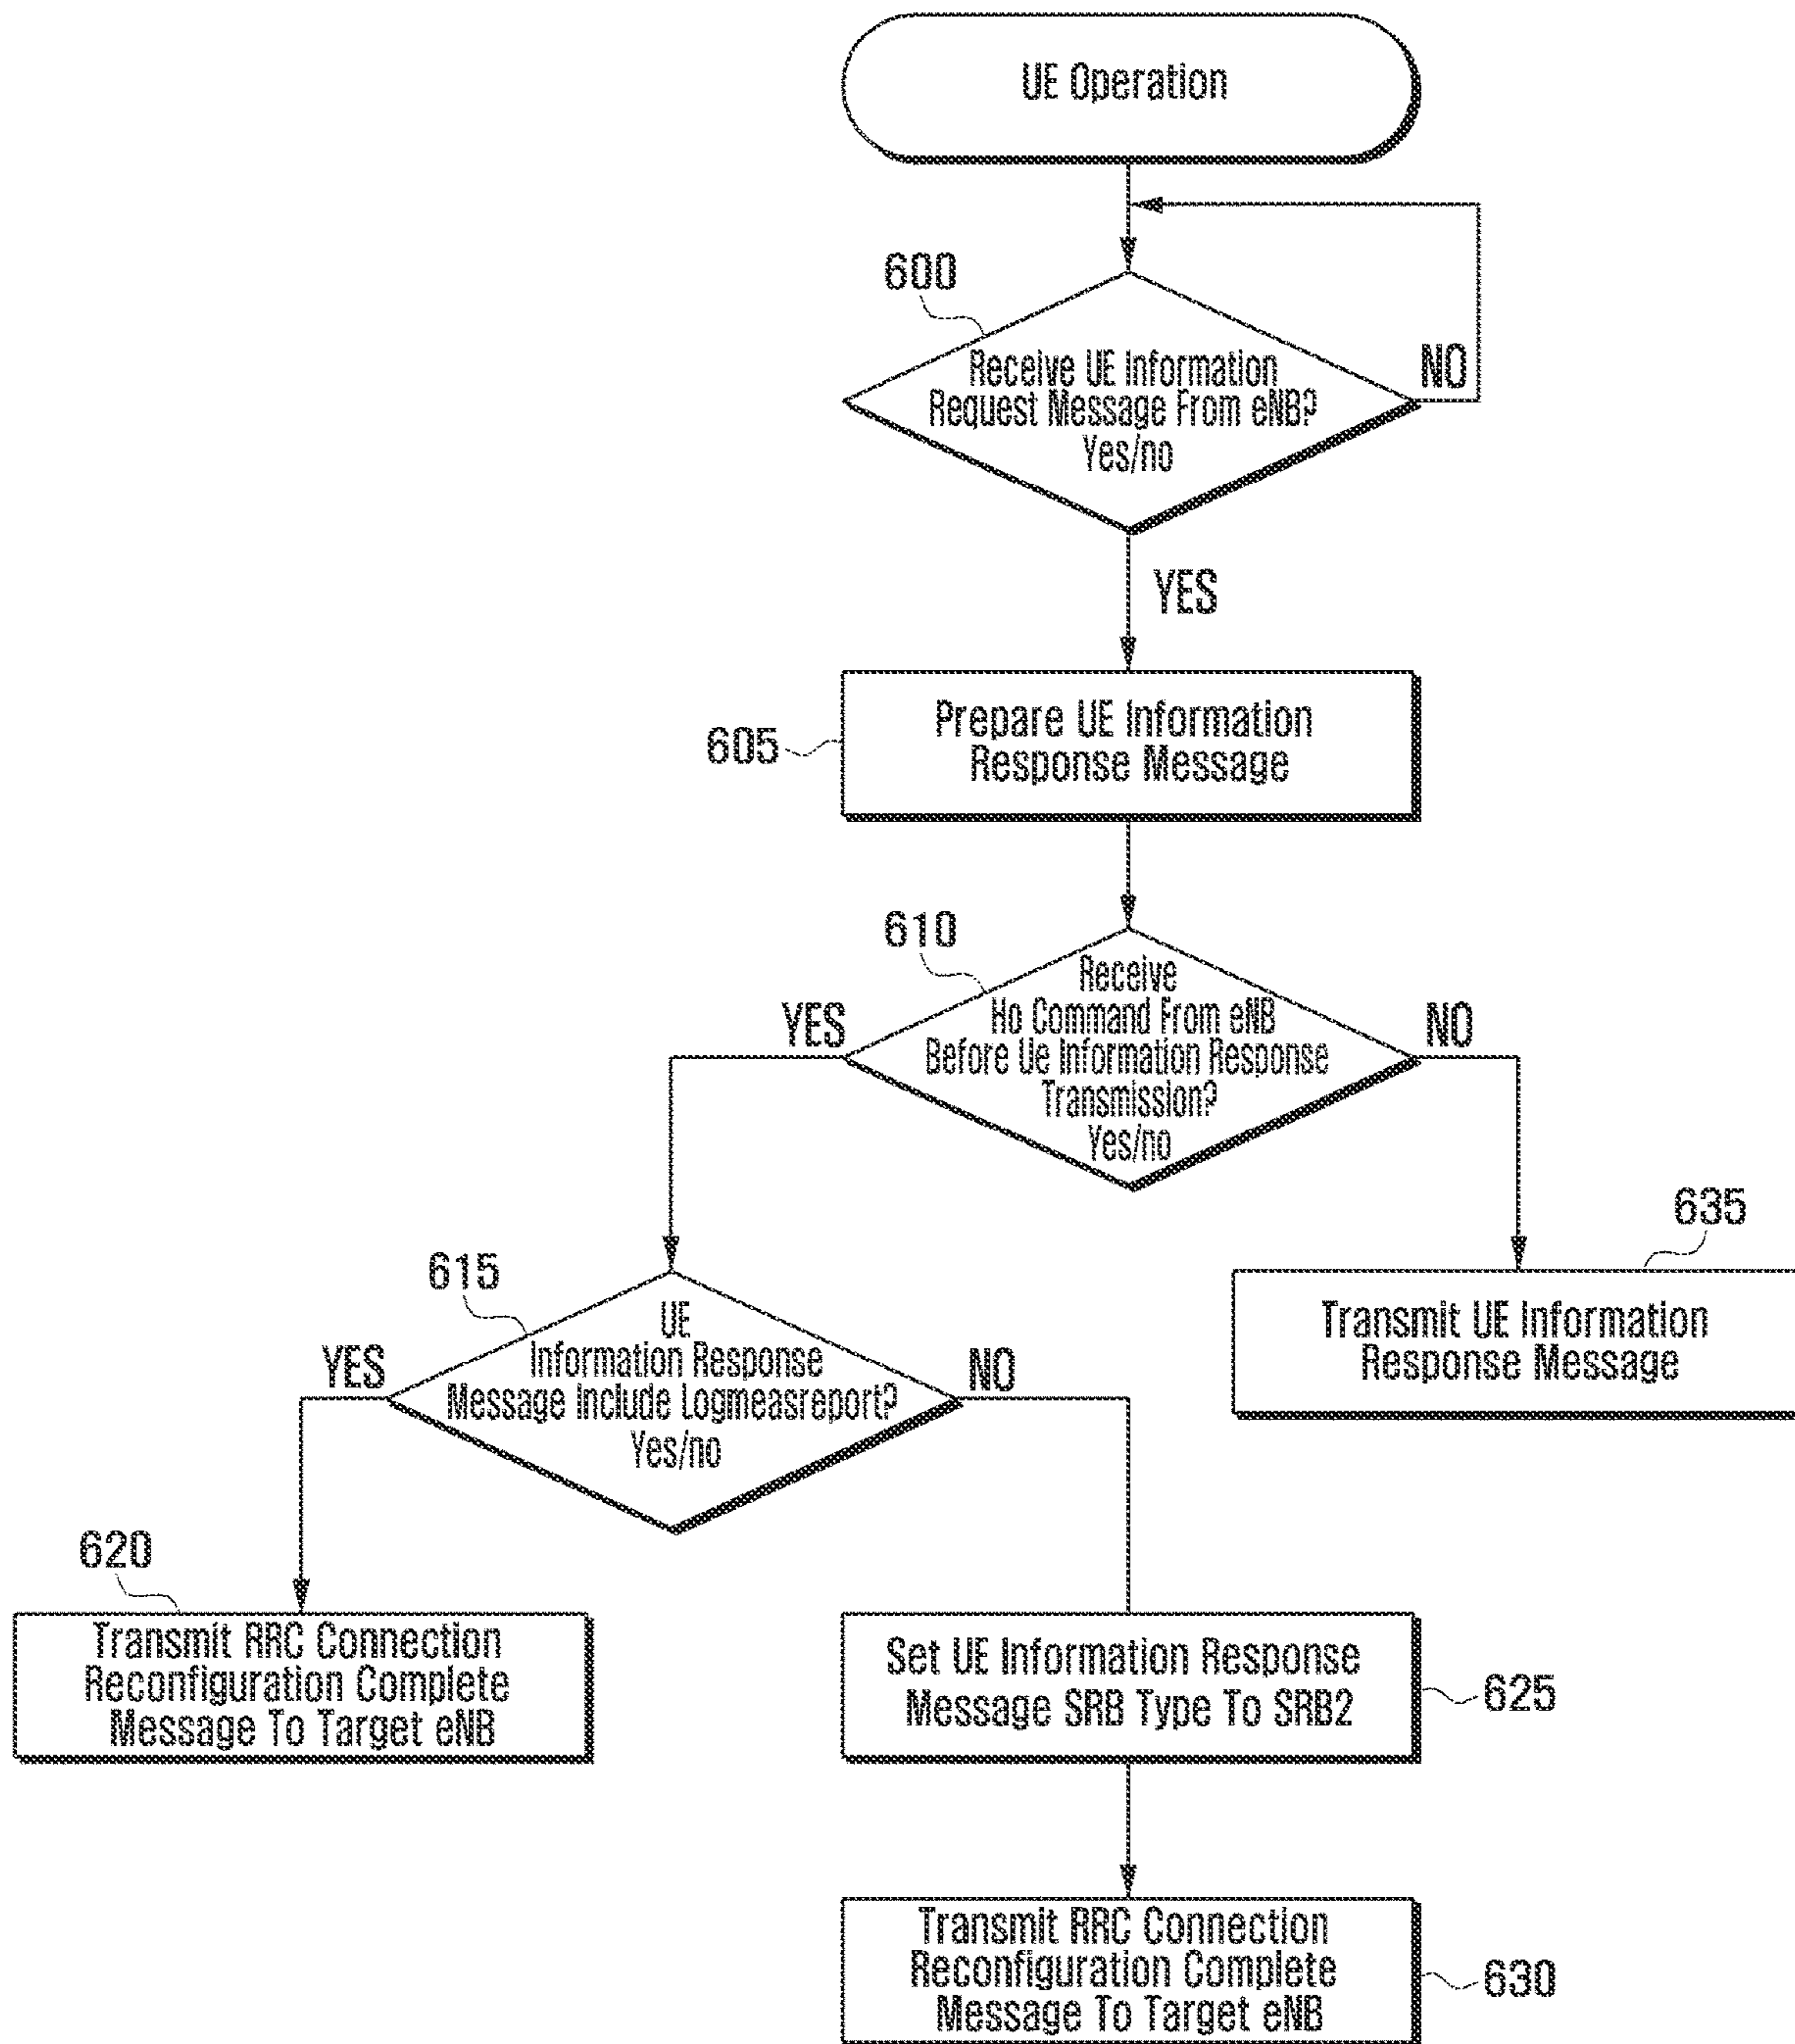 UE Operation
600
Receive UE Information
Request Message From eNB?
Yes/no
NO
YES
605
Prepare UE Information
Response Message
610
Receive
Ho Command From eNB
Before Ue Information Response
Transmission?
Yes/no
YES
NO
615
UE
Information Response
Message Include Logmeasreport?
Yes/no
YES
NO
635
Transmit UE Information
Response Message
620
Transmit RRC Connection
Reconfiguration Complete
Message To Target eNB
Set UE Information Response
Message SRB Type To SRB2
625
Transmit RRC Connection
Reconfiguration Complete
Message To Target eNB
630